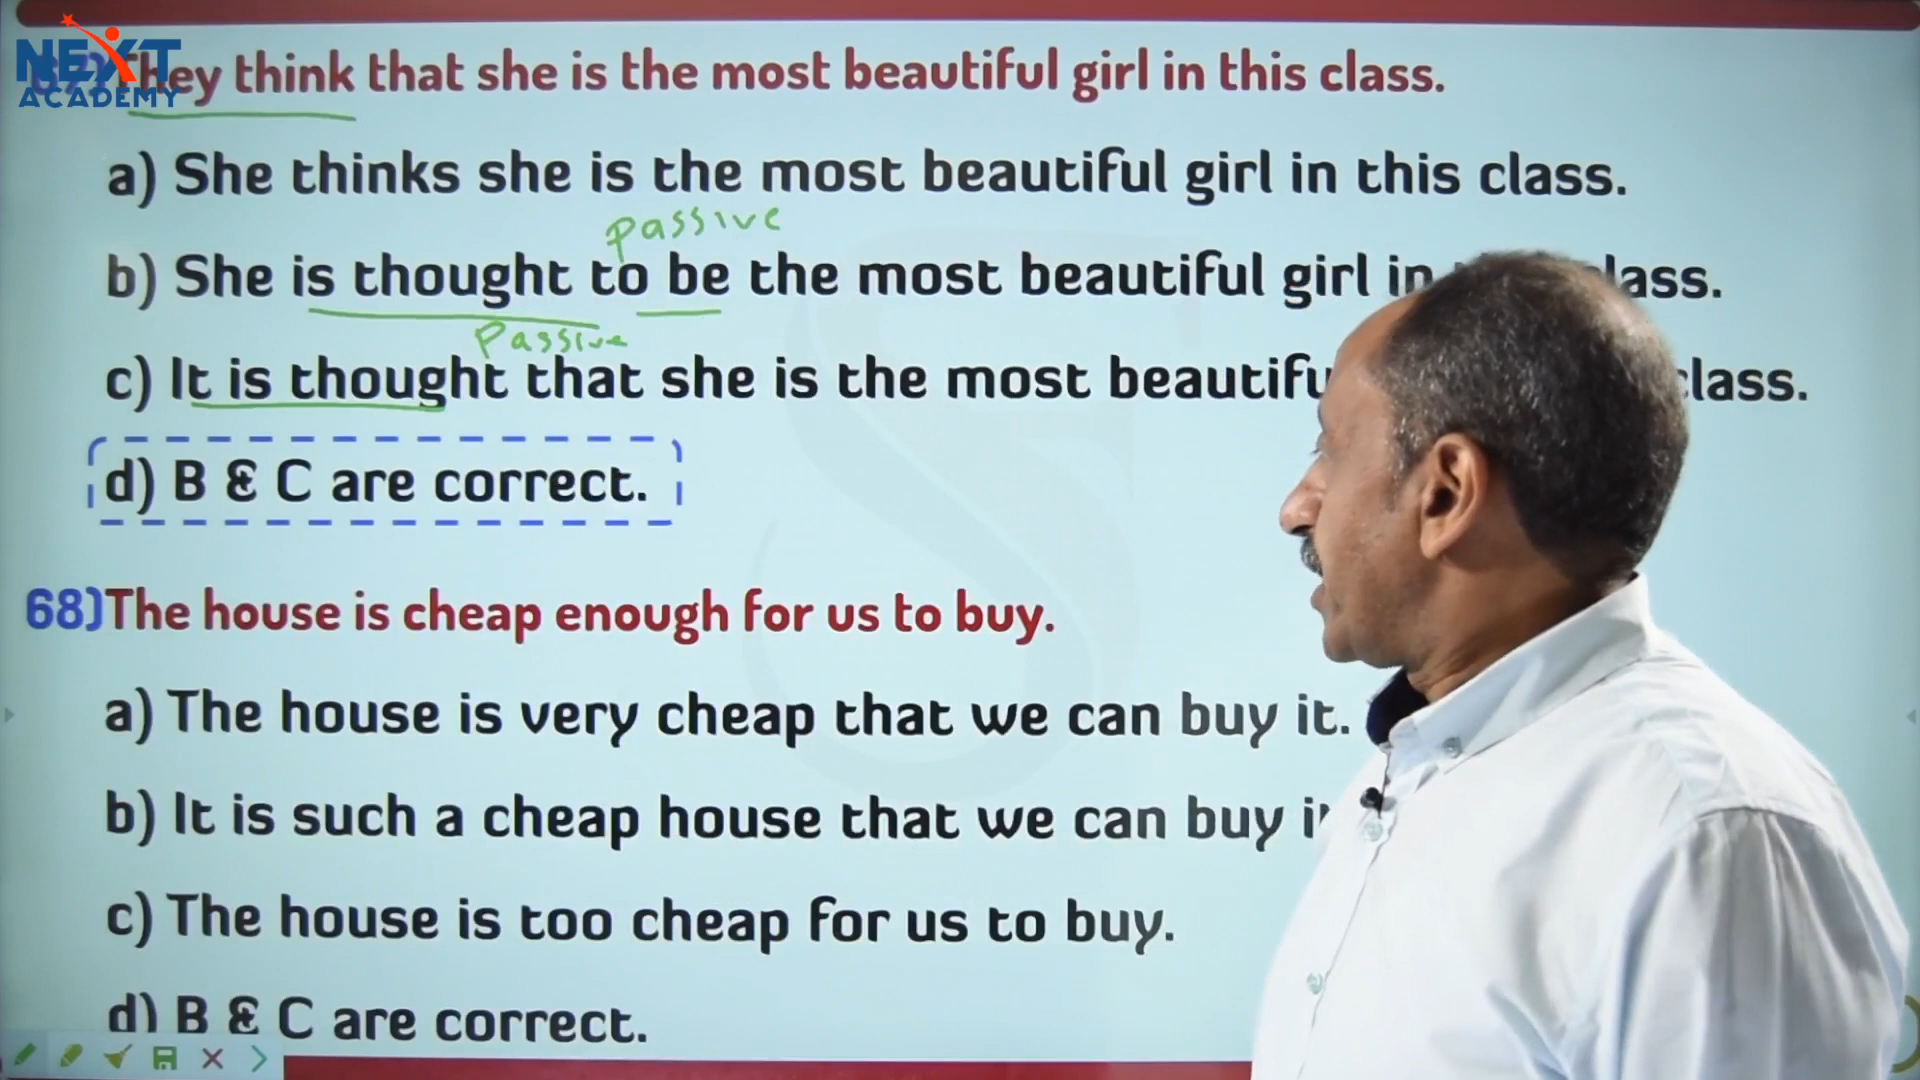 NEXT
ACADEMY
They think that she is the most beautiful girl in this class.
a) She thinks she is the most beautiful girl in this class.
passive
b) She is thought to be the most beautiful girl in lass.
Passive
c) It is thought that she is the most beautifu class.
d) B & C are correct.
68) The house is cheap enough for us to buy.
a) The house is very cheap that we can buy it.
b) It is such a cheap house that we can buy i
c) The house is too cheap for us to buy.
d) B & C are correct.